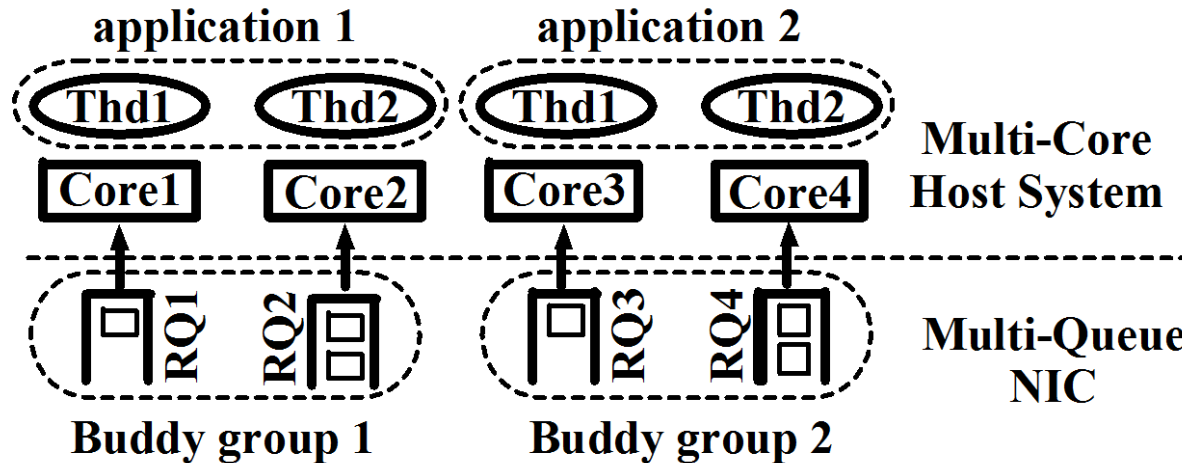 application 1
application 2
Thd1
Thd2
Thd1
Thd2
Core1
Core2
Core3
Core4
Multi-Core
Host System
RQ1
RQ2
RQ3
RQ4
Multi-Queue
NIC
Buddy group 1
Buddy group 2